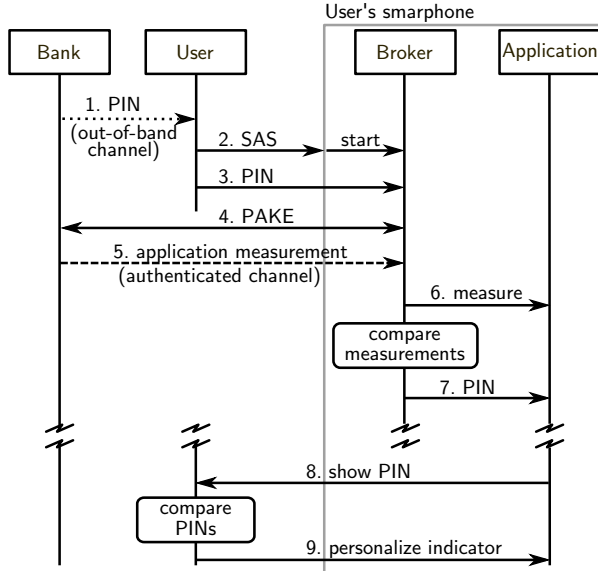 User's smarphone
Bank
User
Broker
Application
1. PIN
(out-of-band
channel)
2. SAS
start
3. PIN
4. PAKE
5. application measurement
(authenticated channel)
6. measure
compare
measurements
7. PIN
8. show PIN
compare
PINs
9. personalize indicator